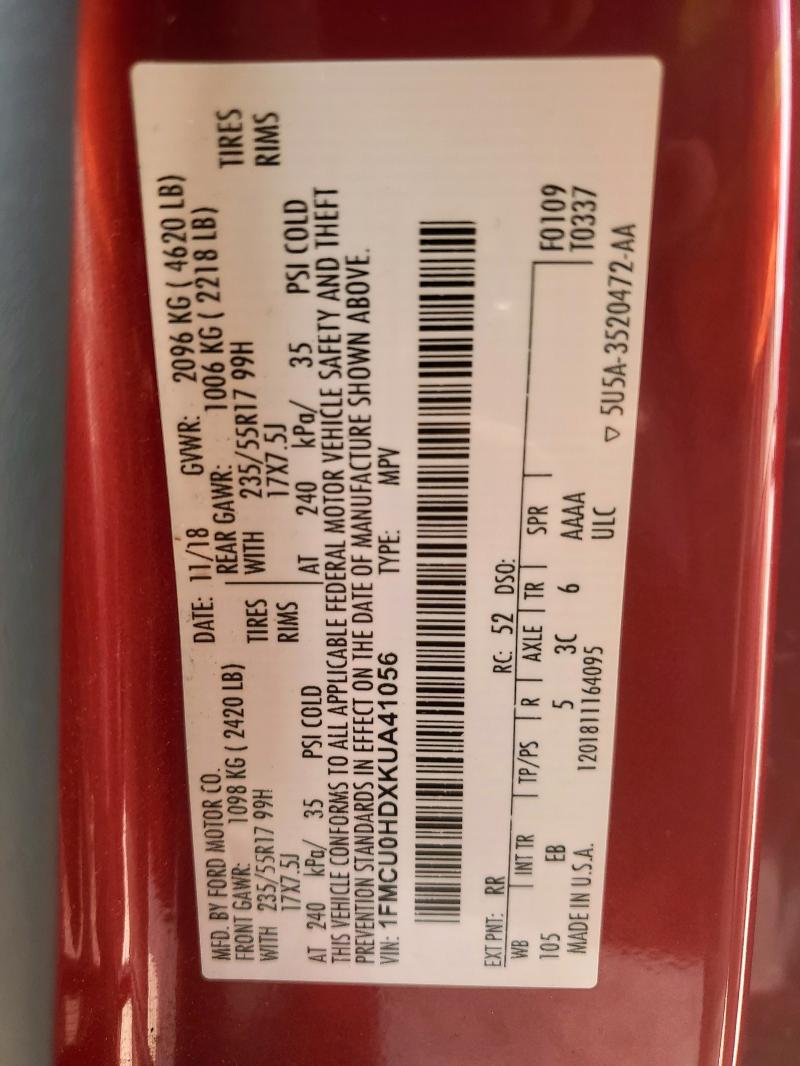 MFD. BY FORD MOTOR CO. DATE: 11/18 GVWR: 2096 KG ( 4620 LB)
FRONT GAWR: 1098 KG ( 2420 LB) REAR GAWR: 1006 KG ( 2218 LB)
WITH 235/55R17 99H TIRES WITH 235/55R17 99H TIRES
17X7.5J RIMS 17X7.5J RIMS
AT 240 kPa/ 35 PSI COLD AT 240 kPa/ 35 PSI COLD
THIS VEHICLE CONFORMS TO ALL APPLICABLE FEDERAL MOTOR VEHICLE SAFETY AND THEFT
PREVENTION STANDARDS IN EFFECT ON THE DATE OF MANUFACTURE SHOWN ABOVE.
VIN: 1FMCU0HDXKUA41056 TYPE: MPV
EXT PNT: RR RC: 52 DSO: F0109
WB INT TR TP/PS R AXLE TR SPR T0337
105 EB 5 3C 6 AAAA
MADE IN U.S.A. 1201811164095 ULC ▽ 5U5A-3520472-AA